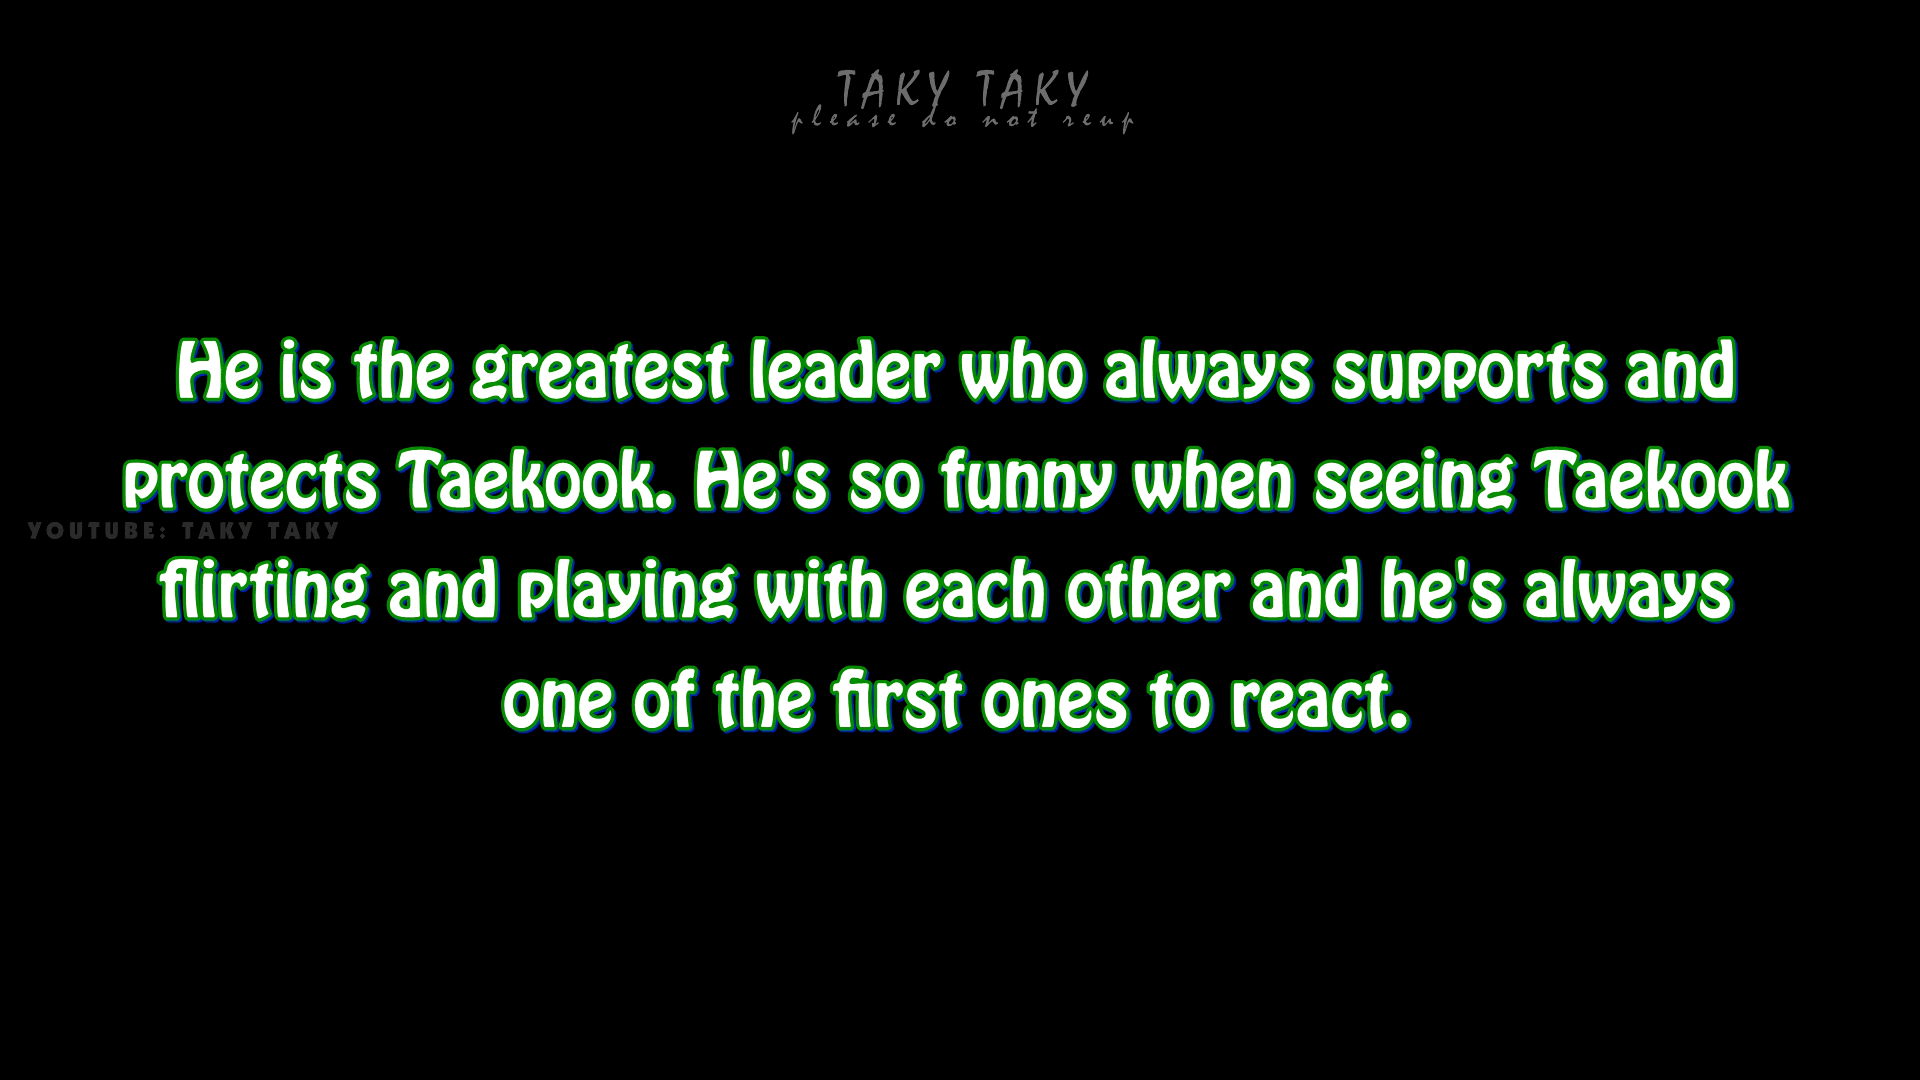 TAKY TAKY
please do not reup
He is the greatest leader who always supports and
protects Taekook. He's so funny when seeing Taekook
YOUTUBE: TAKY TAKY
flirting and playing with each other and he's always
one of the first ones to react.